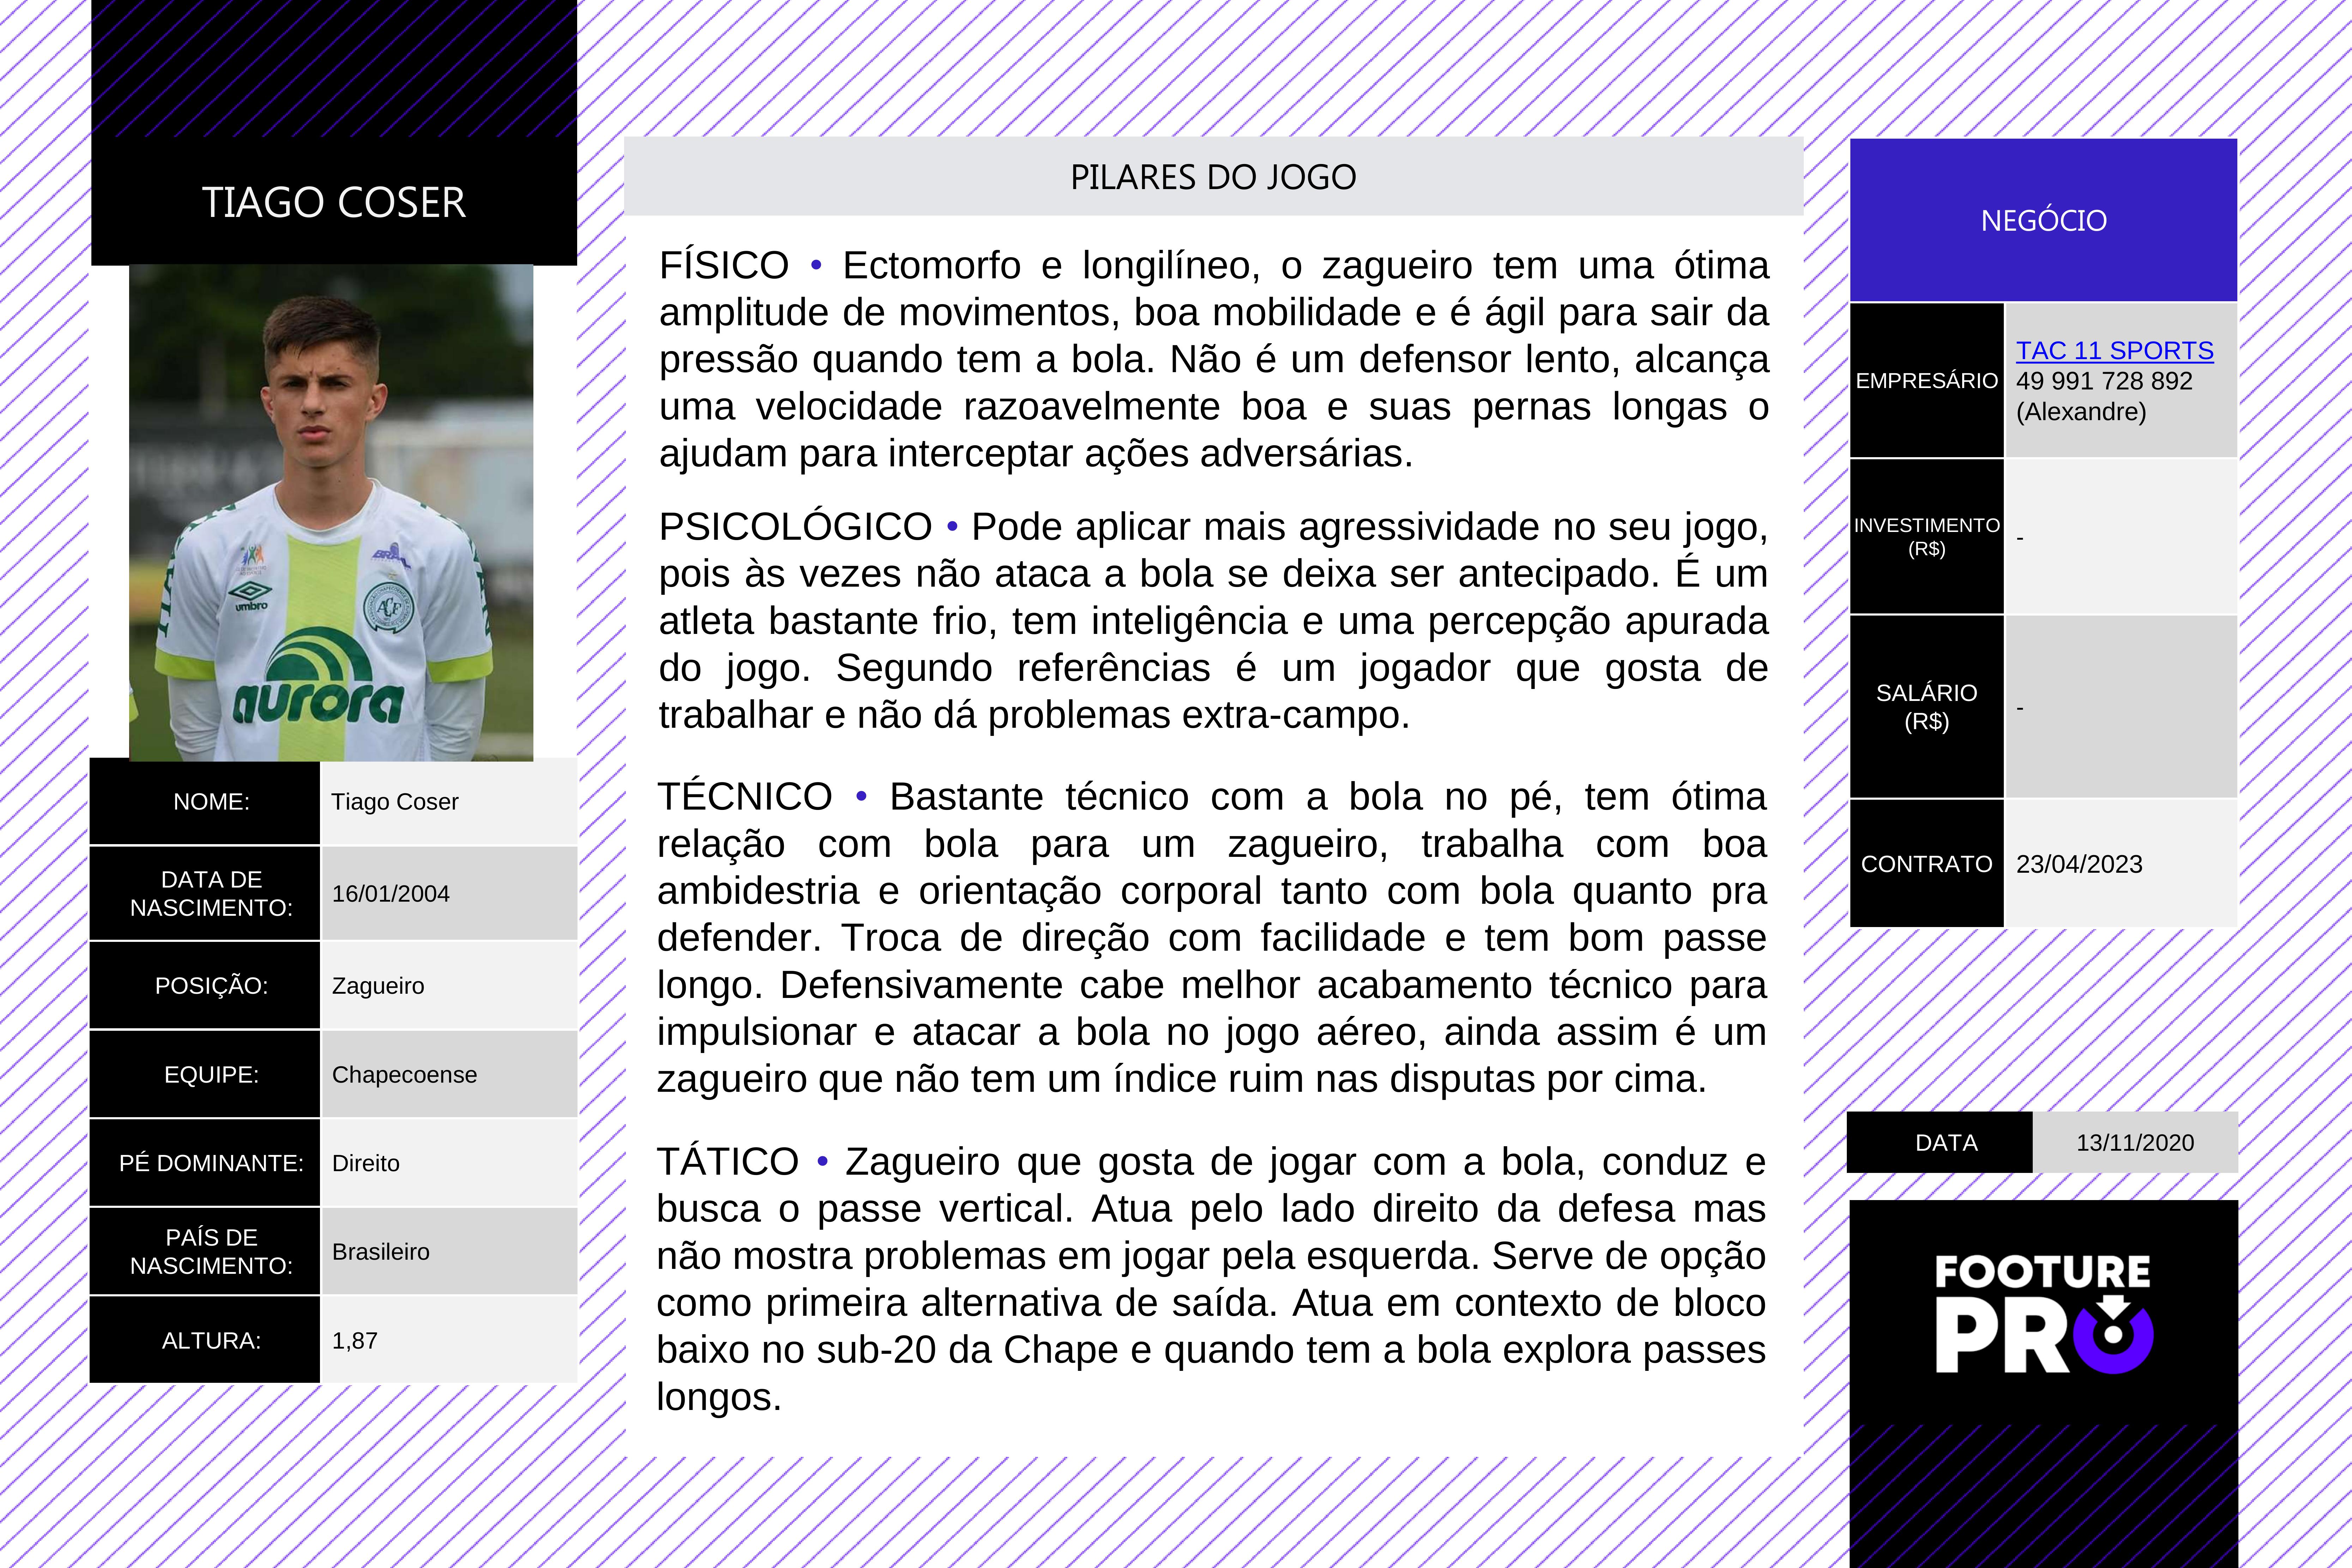 TIAGO COSER
umbro
ACF
aurora
NOME: Tiago Coser
DATA DE
NASCIMENTO: 16/01/2004
POSIÇÃO: Zagueiro
EQUIPE: Chapecoense
PÉ DOMINANTE: Direito
PAÍS DE
NASCIMENTO: Brasileiro
ALTURA: 1,87
PILARES DO JOGO
FÍSICO • Ectomorfo e longilíneo, o zagueiro tem uma ótima
amplitude de movimentos, boa mobilidade e é ágil para sair da
pressão quando tem a bola. Não é um defensor lento, alcança
uma velocidade razoavelmente boa e suas pernas longas o
ajudam para interceptar ações adversárias.
PSICOLÓGICO • Pode aplicar mais agressividade no seu jogo,
pois às vezes não ataca a bola se deixa ser antecipado. É um
atleta bastante frio, tem inteligência e uma percepção apurada
do jogo. Segundo referências é um jogador que gosta de
trabalhar e não dá problemas extra-campo.
TÉCNICO • Bastante técnico com a bola no pé, tem ótima
relação com bola para um zagueiro, trabalha com boa
ambidestria e orientação corporal tanto com bola quanto pra
defender. Troca de direção com facilidade e tem bom passe
longo. Defensivamente cabe melhor acabamento técnico para
impulsionar e atacar a bola no jogo aéreo, ainda assim é um
zagueiro que não tem um índice ruim nas disputas por cima.
TÁTICO • Zagueiro que gosta de jogar com a bola, conduz e
busca o passe vertical. Atua pelo lado direito da defesa mas
não mostra problemas em jogar pela esquerda. Serve de opção
como primeira alternativa de saída. Atua em contexto de bloco
baixo no sub-20 da Chape e quando tem a bola explora passes
longos.
NEGÓCIO
EMPRESÁRIO
TAC 11 SPORTS
49 991 728 892
(Alexandre)
INVESTIMENTO
(R$) -
SALÁRIO
(R$) -
CONTRATO 23/04/2023
DATA 13/11/2020
FOOTURE
PRO